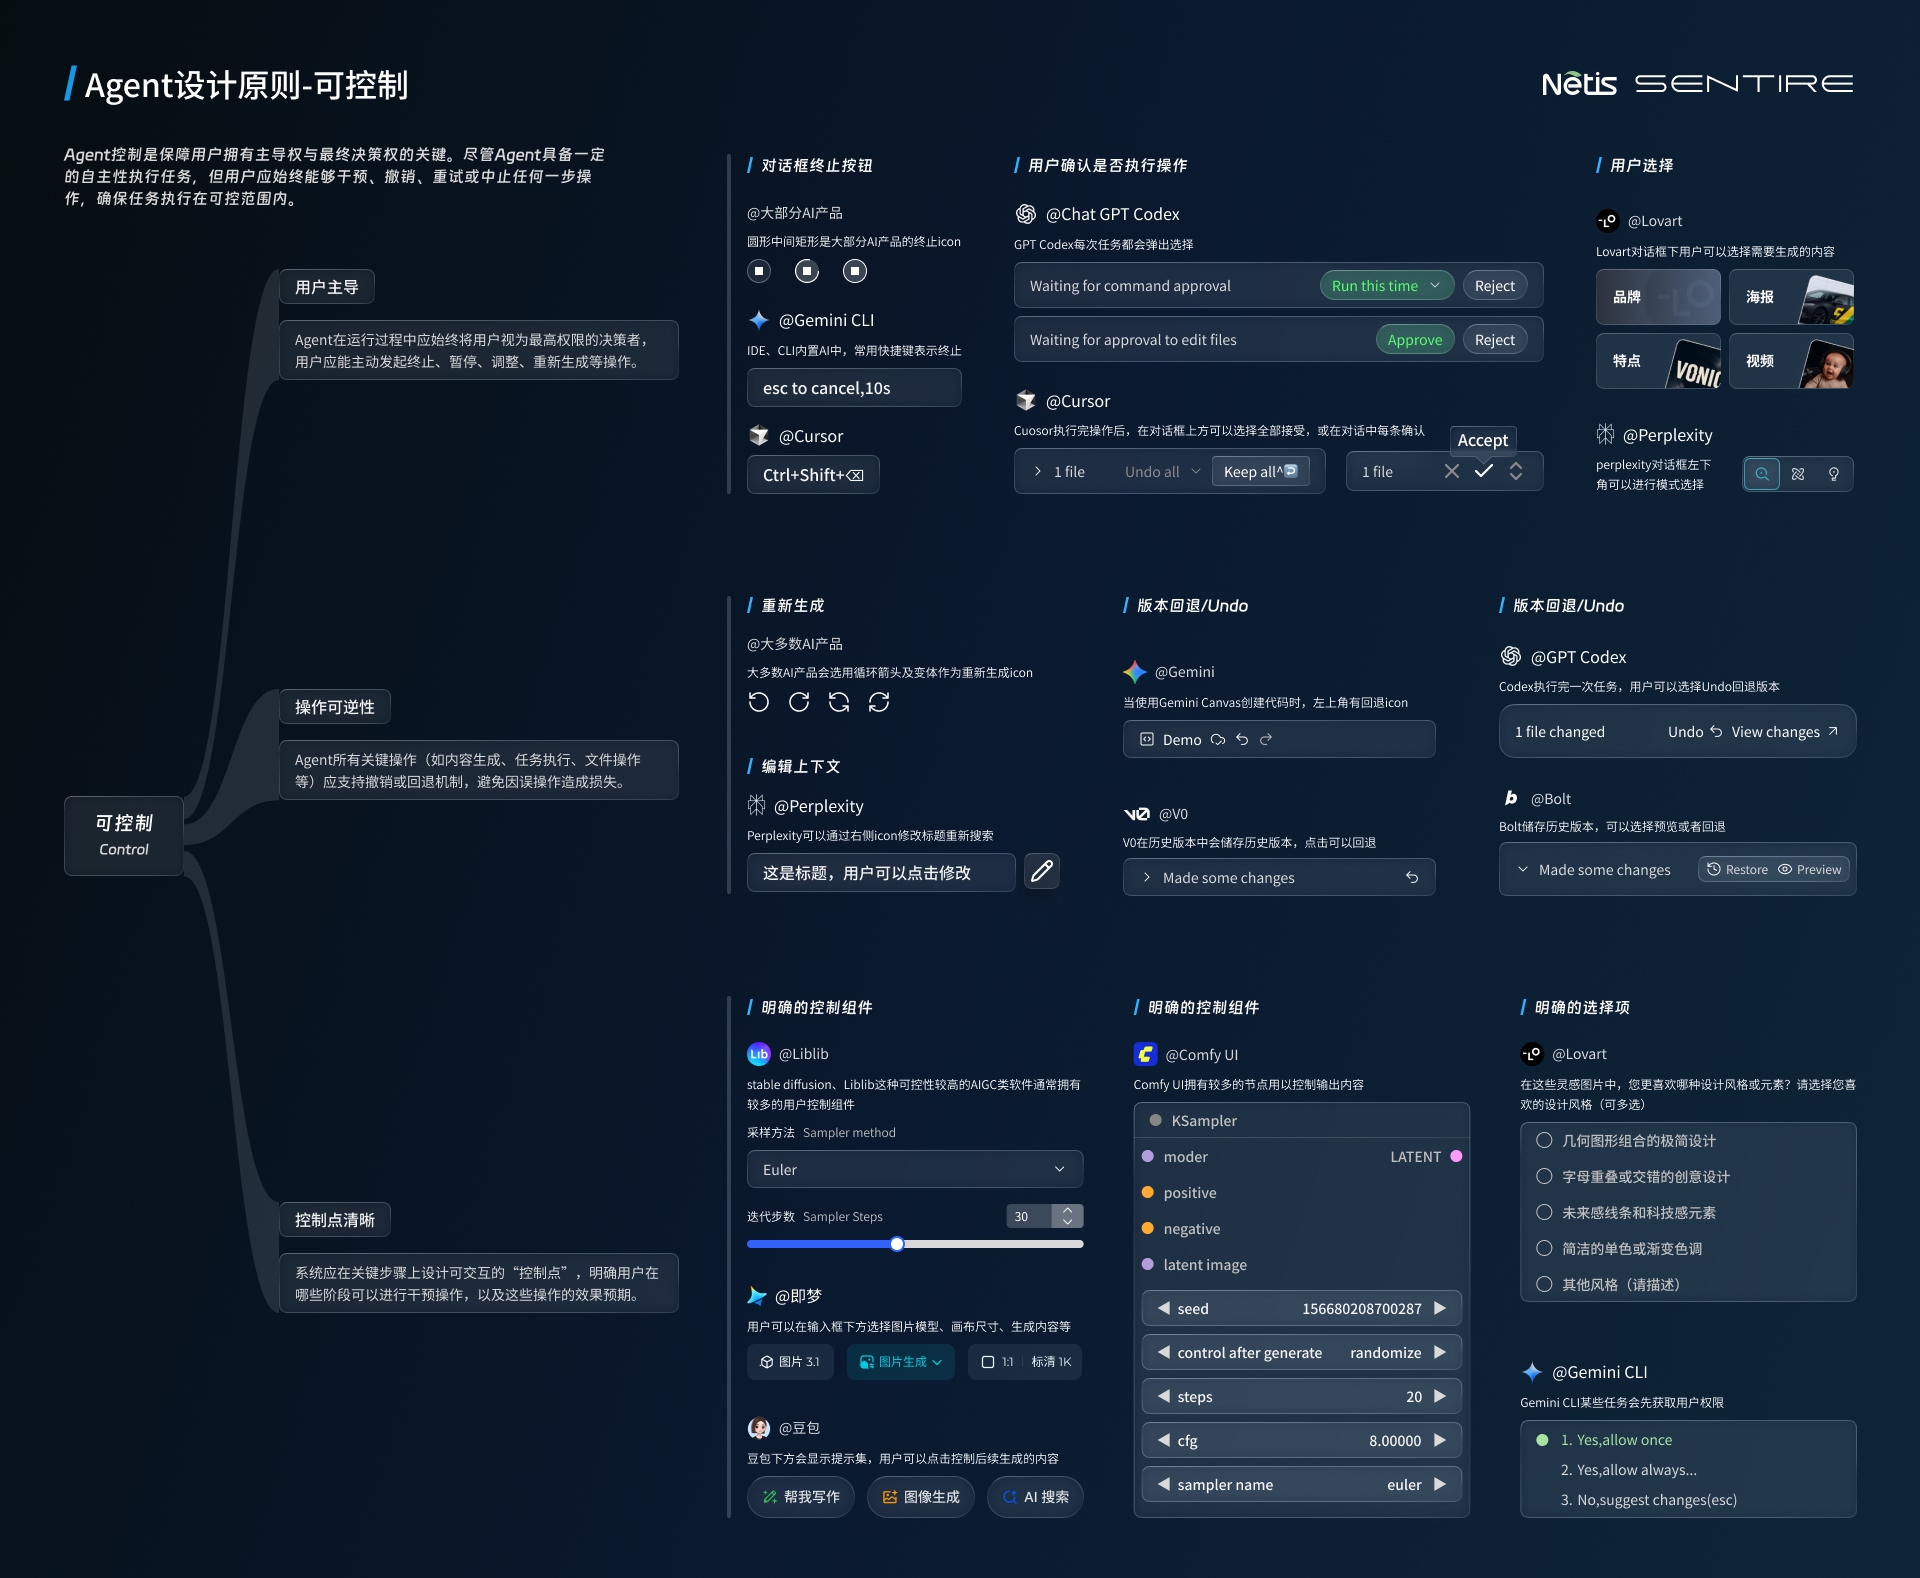 Agent设计原则-可控制
Netis SENTIRE
Agent控制是保障用户拥有主导权与最终决策权的关键。尽管Agent具备一定
的自主性执行任务，但用户应始终能够干预、撤销、重试或中止任何一步操
作，确保任务执行在可控范围内。
可控制
Control
用户主导
Agent在运行过程中应始终将用户视为最高权限的决策者，
用户应能主动发起终止、暂停、调整、重新生成等操作。
操作可逆性
Agent所有关键操作（如内容生成、任务执行、文件操作
等）应支持撤销或回退机制，避免因误操作造成损失。
控制点清晰
系统应在关键步骤上设计可交互的“控制点”，明确用户在
哪些阶段可以进行干预操作，以及这些操作的效果预期。
对话框终止按钮
@大部分AI产品
圆形中间矩形是大部分AI产品的终止icon
@Gemini CLI
IDE、CLI内置AI中，常用快捷键表示终止
esc to cancel,10s
@Cursor
Ctrl+Shift+⌫
用户确认是否执行操作
@Chat GPT Codex
GPT Codex每次任务都会弹出选择
Waiting for command approval Run this time Reject
Waiting for approval to edit files Approve Reject
@Cursor
Cuosor执行完操作后，在对话框上方可以选择全部接受，或在对话中每条确认
Accept
1 file Undo all Keep all^
1 file
用户选择
-LO @Lovart
Lovart对话框下用户可以选择需要生成的内容
品牌 -LO
海报 5
特点 VONIC
视频
@Perplexity
perplexity对话框左下
角可以进行模式选择
重新生成
@大多数AI产品
大多数AI产品会选用循环箭头及变体作为重新生成icon
编辑上下文
@Perplexity
Perplexity可以通过右侧icon修改标题重新搜索
这是标题，用户可以点击修改
版本回退/Undo
@Gemini
当使用Gemini Canvas创建代码时，左上角有回退icon
Demo
v0 @V0
V0在历史版本中会储存历史版本，点击可以回退
Made some changes
版本回退/Undo
@GPT Codex
Codex执行完一次任务，用户可以选择Undo回退版本
1 file changed Undo View changes
b @Bolt
Bolt储存历史版本，可以选择预览或者回退
Made some changes Restore Preview
明确的控制组件
Lib @Liblib
stable diffusion、Liblib这种可控性较高的AIGC类软件通常拥有
较多的用户控制组件
采样方法 Sampler method
Euler
迭代步数 Sampler Steps 30
@即梦
用户可以在输入框下方选择图片模型、画布尺寸、生成内容等
图片 3.1 图片生成 1:1 标清 1K
@豆包
豆包下方会显示提示集，用户可以点击控制后续生成的内容
帮我写作 图像生成 AI 搜索
明确的控制组件
@Comfy UI
Comfy UI拥有较多的节点用以控制输出内容
KSampler
moder LATENT
positive
negative
latent image
seed 156680208700287
control after generate randomize
steps 20
cfg 8.00000
sampler name euler
明确的选择项
-LO @Lovart
在这些灵感图片中，您更喜欢哪种设计风格或元素？请选择您喜
欢的设计风格（可多选）
几何图形组合的极简设计
字母重叠或交错的创意设计
未来感线条和科技感元素
简洁的单色或渐变色调
其他风格（请描述）
@Gemini CLI
Gemini CLI某些任务会先获取用户权限
1. Yes,allow once
2. Yes,allow always...
3. No,suggest changes(esc)